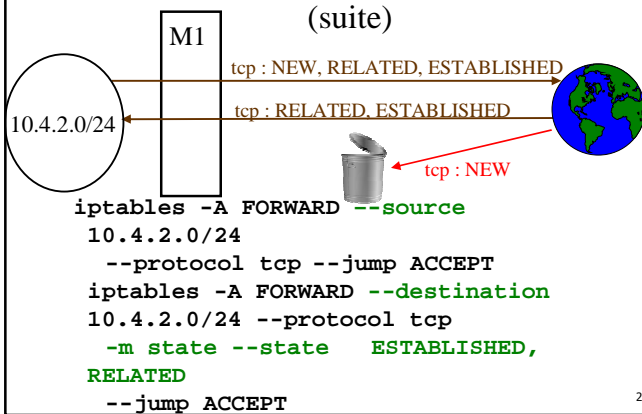 (suite)
M1
tcp : NEW, RELATED, ESTABLISHED
tcp : RELATED, ESTABLISHED
10.4.2.0/24
tcp : NEW
iptables -A FORWARD --source
10.4.2.0/24
--protocol tcp --jump ACCEPT
iptables -A FORWARD --destination
10.4.2.0/24 --protocol tcp
-m state --state ESTABLISHED,
RELATED
--jump ACCEPT
2